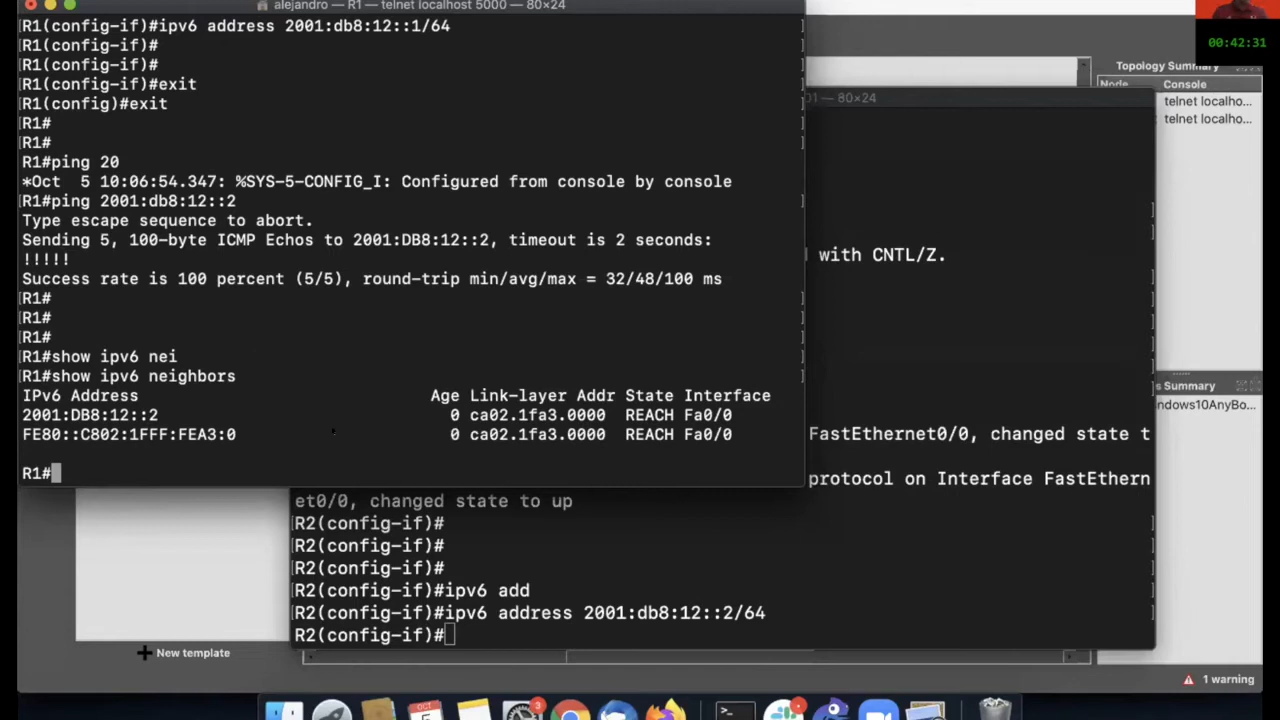 alejandro — R1 — telnet localhost 5000 — 80×24
R1(config-if)#ipv6 address 2001:db8:12::1/64
R1(config-if)#
R1(config-if)#
R1(config-if)#exit
R1(config)#exit
R1#
R1#
R1#ping 20
*Oct  5 10:06:54.347: %SYS-5-CONFIG_I: Configured from console by console
R1#ping 2001:db8:12::2
Type escape sequence to abort.
Sending 5, 100-byte ICMP Echos to 2001:DB8:12::2, timeout is 2 seconds:
!!!!!
Success rate is 100 percent (5/5), round-trip min/avg/max = 32/48/100 ms
R1#
R1#
R1#
R1#show ipv6 nei
R1#show ipv6 neighbors
IPv6 Address Age Link-layer Addr State Interface
2001:DB8:12::2 0 ca02.1fa3.0000 REACH Fa0/0
FE80::C802:1FFF:FEA3:0 0 ca02.1fa3.0000 REACH Fa0/0
R1#
01 — 80×24
with CNTL/Z.
FastEthernet0/0, changed state t
protocol on Interface FastEthern
et0/0, changed state to up
R2(config-if)#
R2(config-if)#
R2(config-if)#
R2(config-if)#ipv6 add
R2(config-if)#ipv6 address 2001:db8:12::2/64
R2(config-if)#
00:42:31
Topology Summary
Node Console
telnet localho...
telnet localho...
s Summary
ndows10AnyBo...
New template
1 warning
OCT
5
3